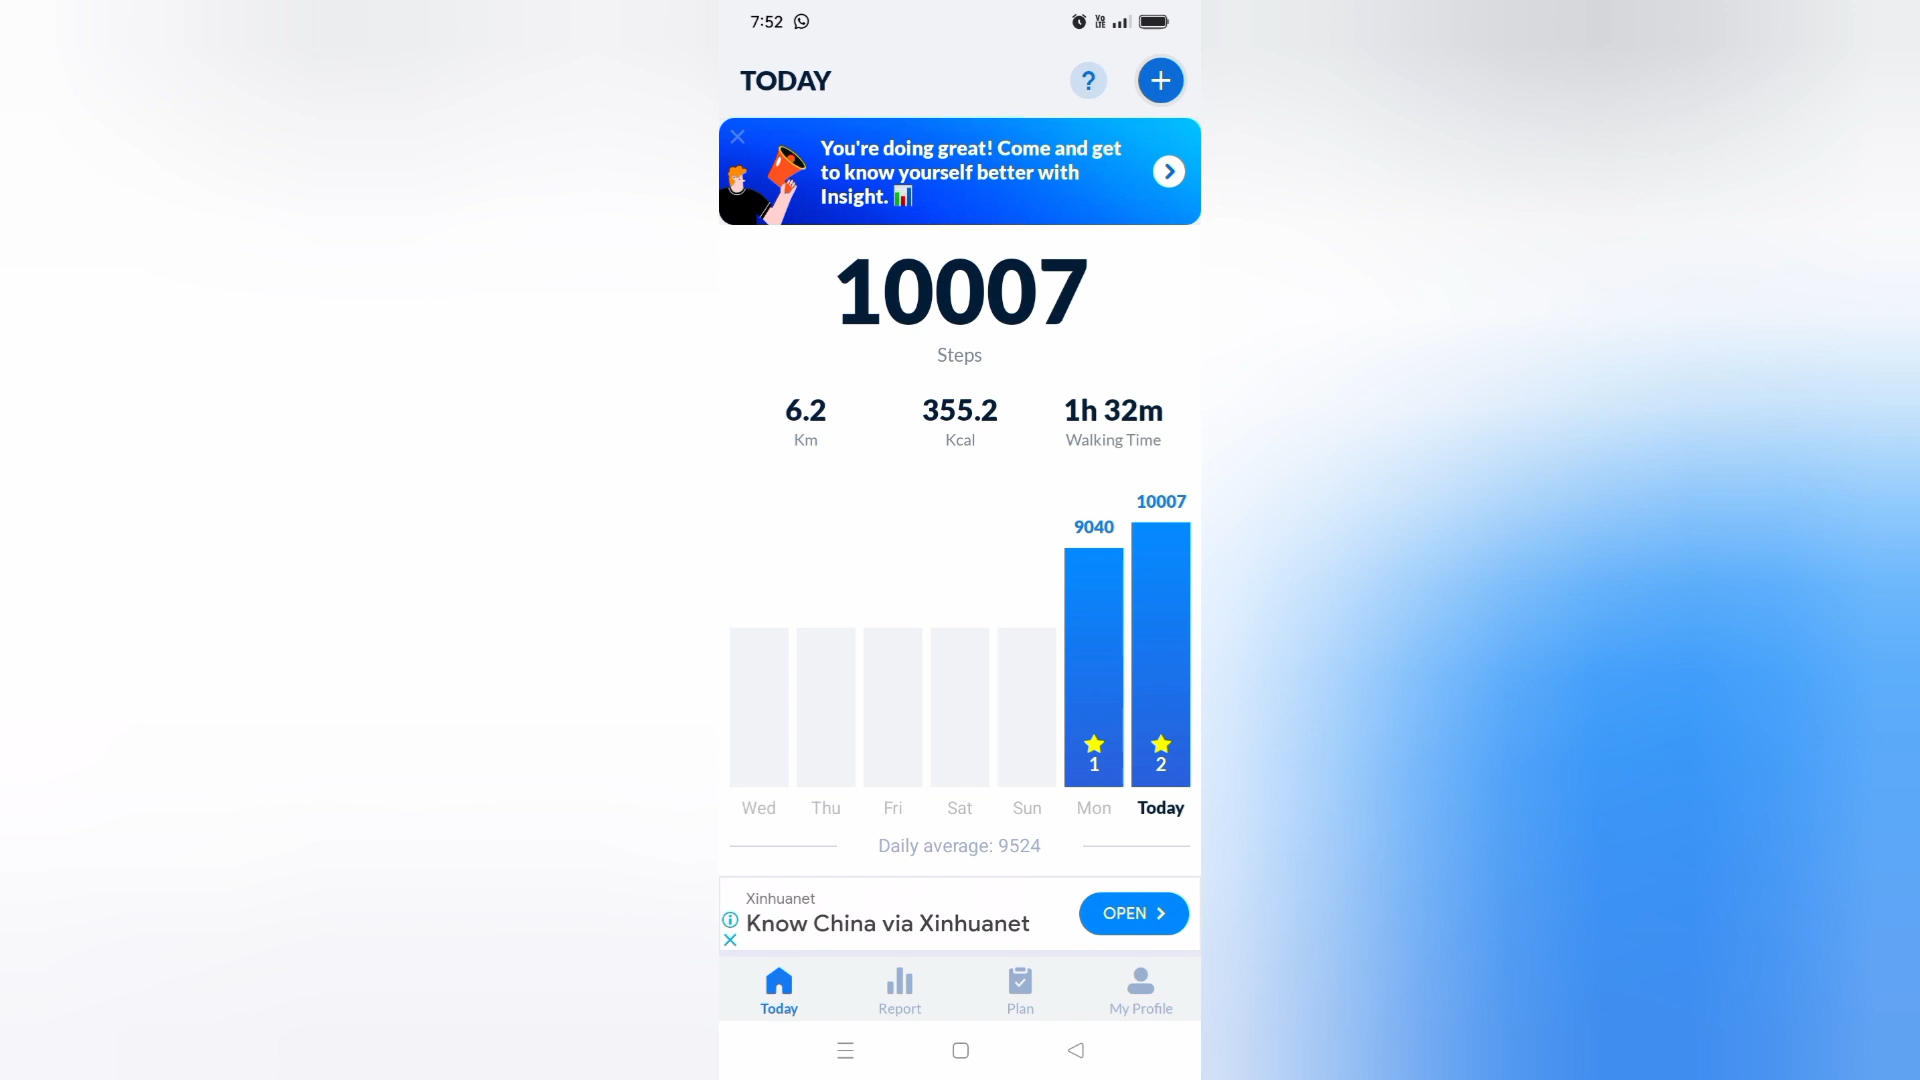 7:52
Vo
LTE
TODAY
?
You're doing great! Come and get
to know yourself better with
Insight.
10007
Steps
6.2
355.2
1h 32m
Km
Kcal
Walking Time
10007
9040
1
2
Wed
Thu
Fri
Sat
Sun
Mon
Today
Daily average: 9524
Xinhuanet
Know China via Xinhuanet
OPEN
Today
Report
Plan
My Profile